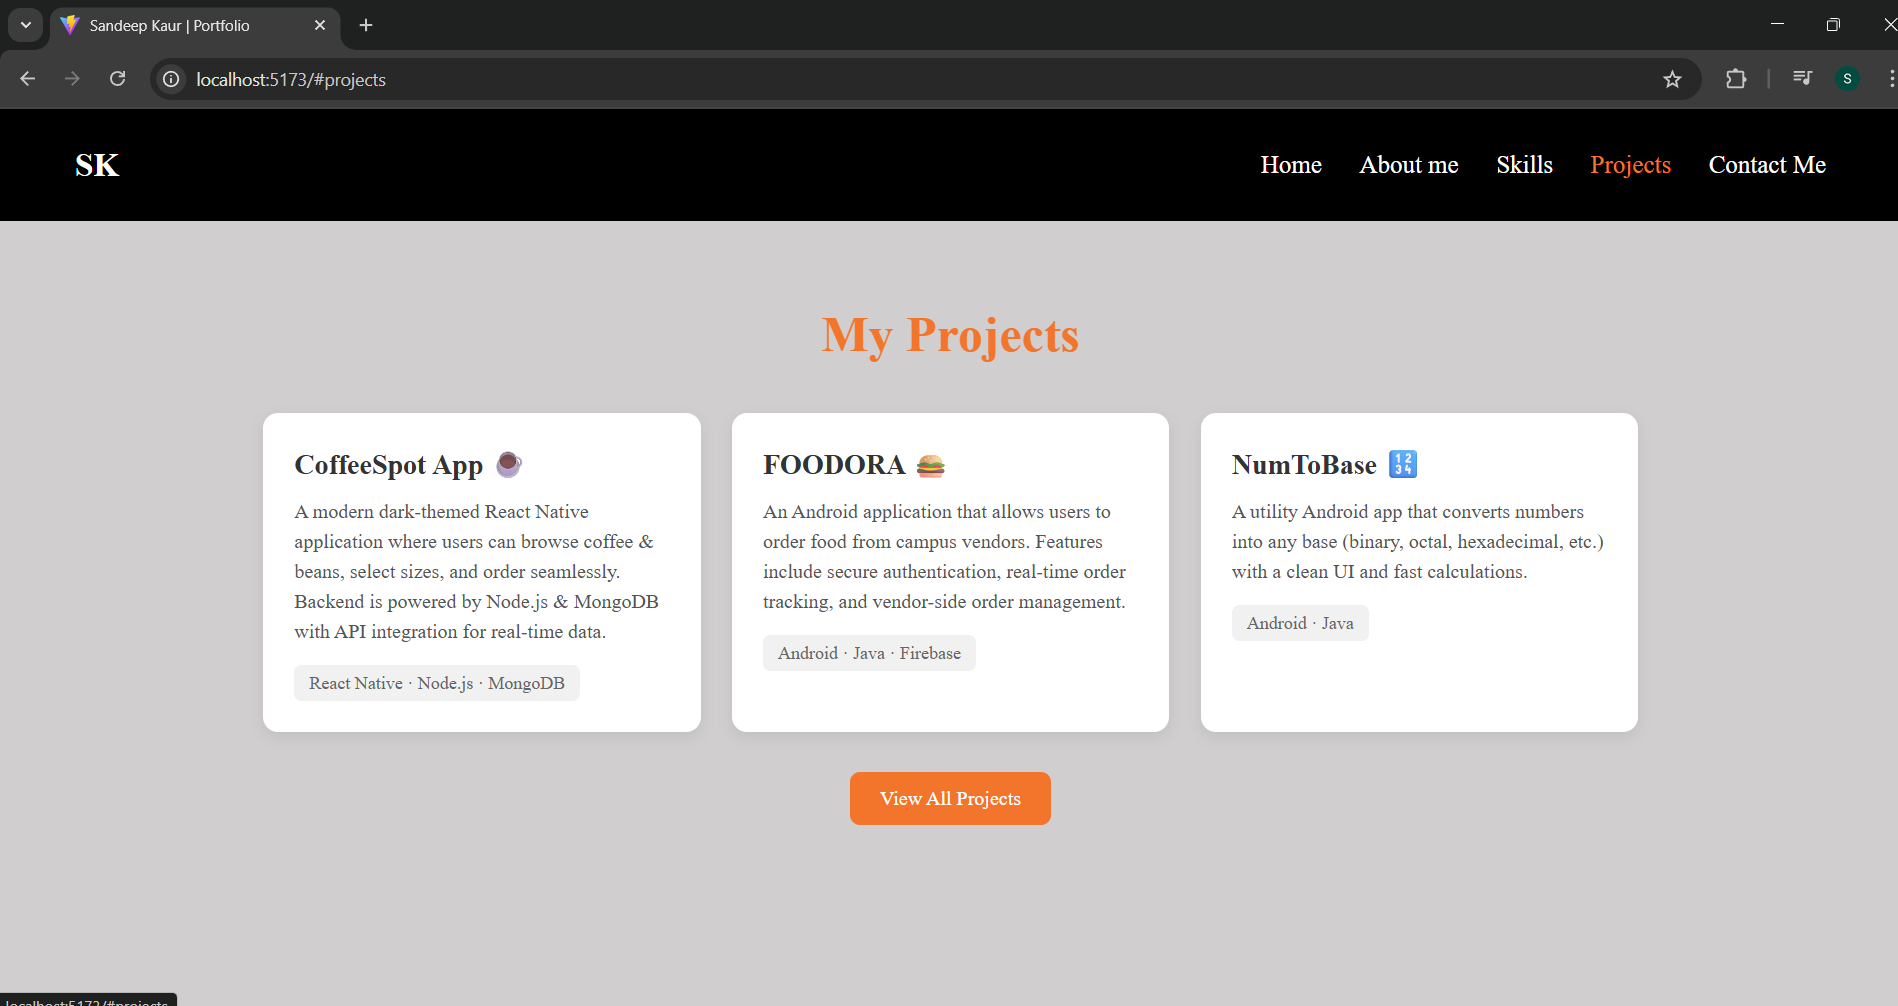 Sandeep Kaur | Portfolio
localhost:5173/#projects
S
SK
Home About me Skills Projects Contact Me
My Projects
CoffeeSpot App
A modern dark-themed React Native
application where users can browse coffee &
beans, select sizes, and order seamlessly.
Backend is powered by Node.js & MongoDB
with API integration for real-time data.
React Native · Node.js · MongoDB
FOODORA
An Android application that allows users to
order food from campus vendors. Features
include secure authentication, real-time order
tracking, and vendor-side order management.
Android · Java · Firebase
NumToBase 1 2 3 4
A utility Android app that converts numbers
into any base (binary, octal, hexadecimal, etc.)
with a clean UI and fast calculations.
Android · Java
View All Projects
localhost:5173/#projects